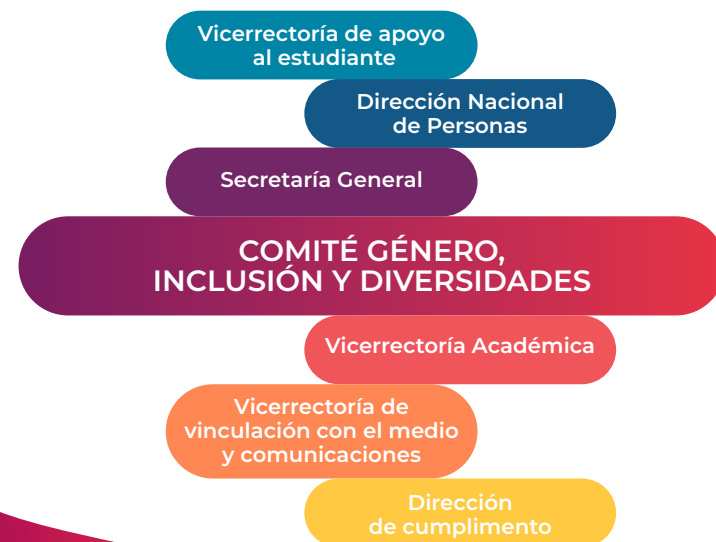 Vicerrectoría de apoyo
al estudiante
Dirección Nacional
de Personas
Secretaría General
COMITÉ GÉNERO,
INCLUSIÓN Y DIVERSIDADES
Vicerrectoría Académica
Vicerrectoría de
vinculación con el medio
y comunicaciones
Dirección
de cumplimento